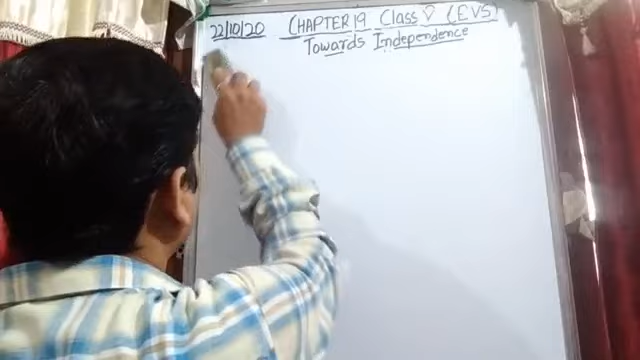 22/10/20 CHAPTER 19 Class V (EVS)
Towards Independence